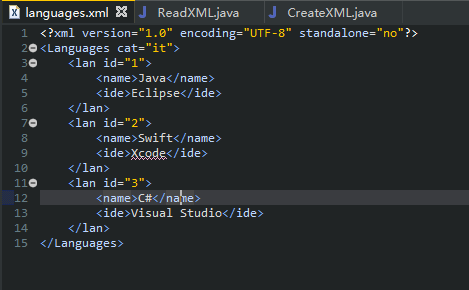 languages.xml ReadXML.java CreateXML.java
1 <?xml version="1.0" encoding="UTF-8" standalone="no"?>
2 <Languages cat="it">
3 <lan id="1">
4 <name>Java</name>
5 <ide>Eclipse</ide>
6 </lan>
7 <lan id="2">
8 <name>Swift</name>
9 <ide>Xcode</ide>
10 </lan>
11 <lan id="3">
12 <name>C#</name>
13 <ide>Visual Studio</ide>
14 </lan>
15 </Languages>